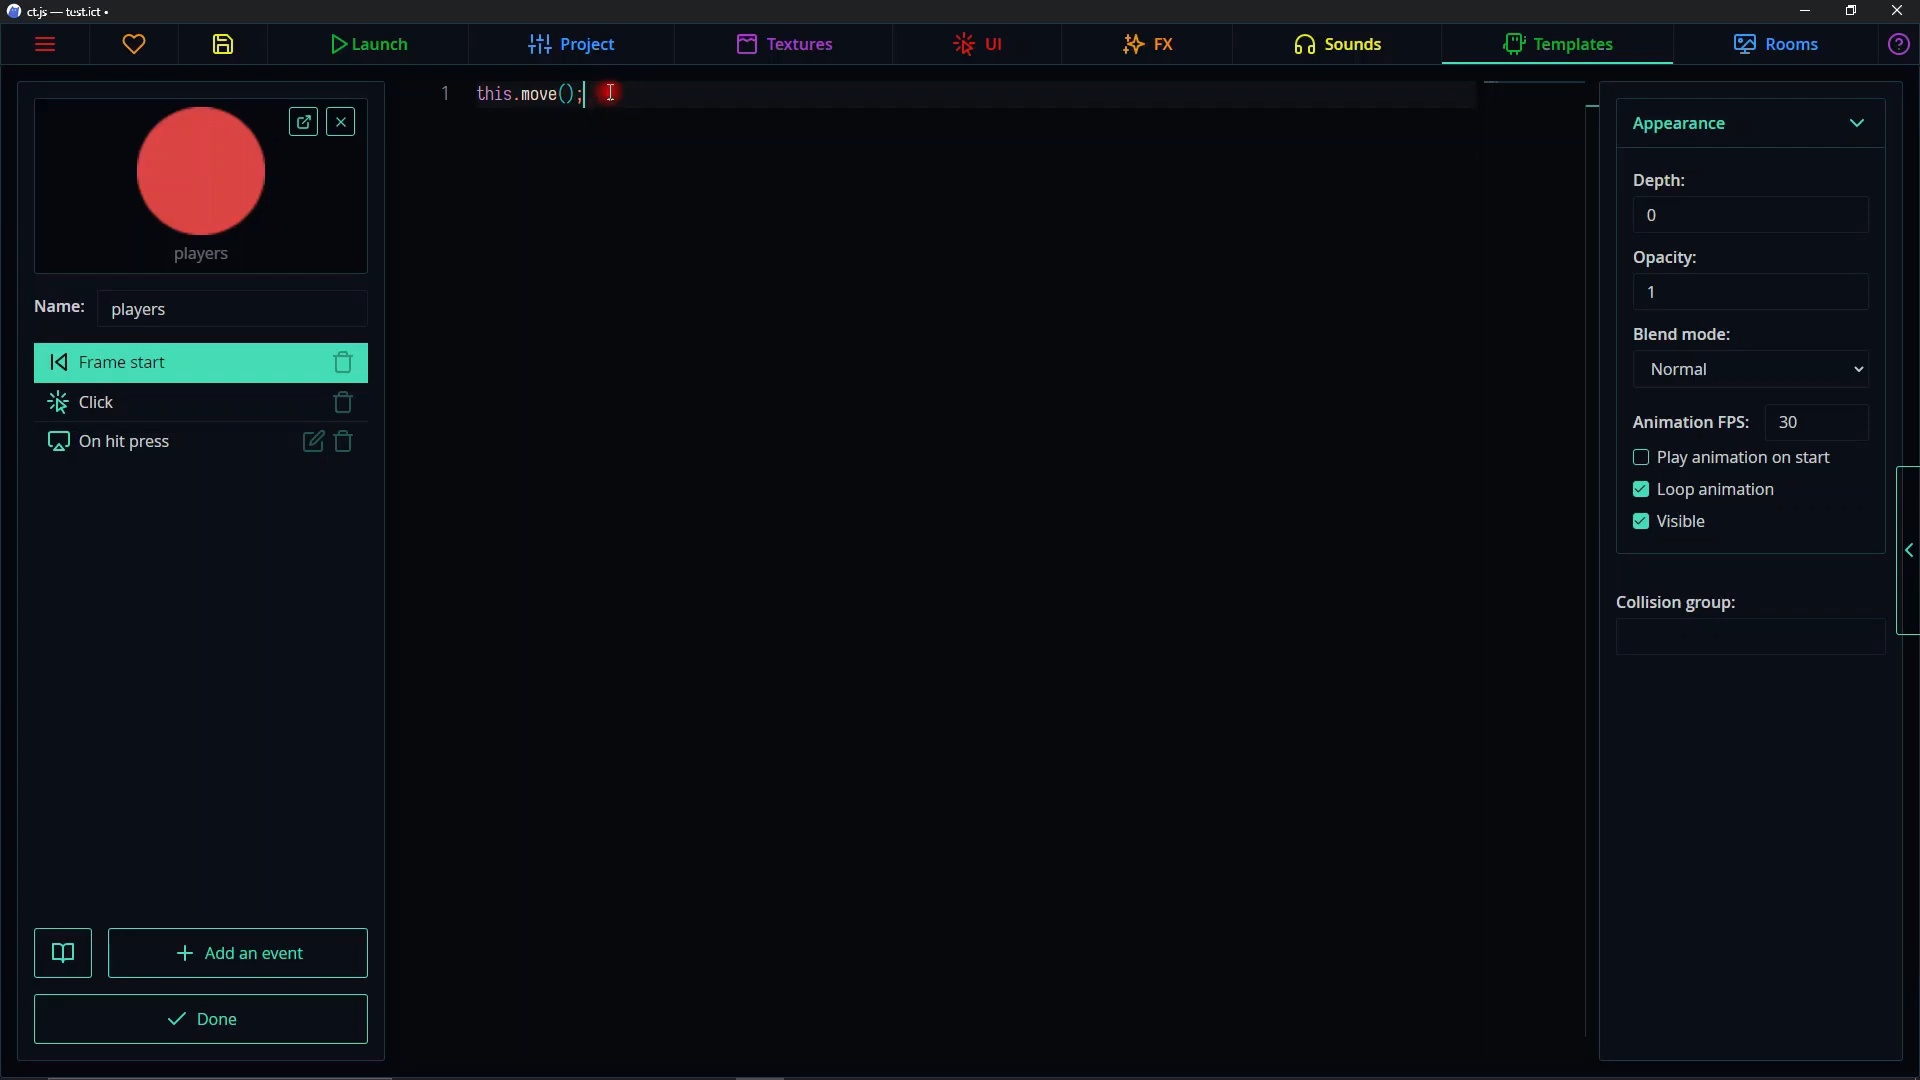 ct.js — test.ict •
Launch
Project
Textures
UI
FX
Sounds
Templates
Rooms
players
Name: players
Frame start
Click
On hit press
Add an event
Done
1 this.move();
Appearance
Depth:
0
Opacity:
1
Blend mode:
Normal
Animation FPS: 30
Play animation on start
Loop animation
Visible
Collision group: